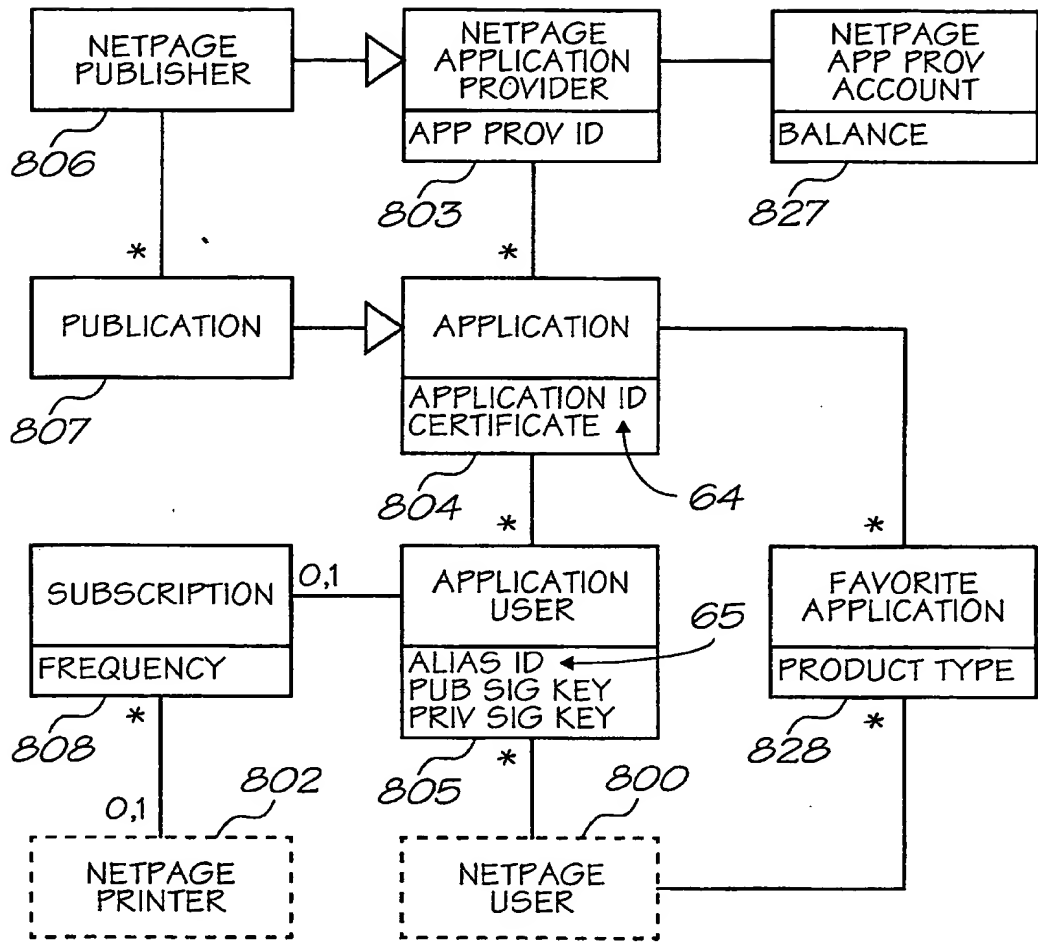 NETPAGE
PUBLISHER
806
NETPAGE
APPLICATION
PROVIDER
APP PROV ID
803
NETPAGE
APP PROV
ACCOUNT
BALANCE
827
*
*
PUBLICATION
807
APPLICATION
APPLICATION ID
CERTIFICATE
804
64
*
*
SUBSCRIPTION
FREQUENCY
808
0,1
APPLICATION
USER
ALIAS ID
PUB SIG KEY
PRIV SIG KEY
805
65
FAVORITE
APPLICATION
PRODUCT TYPE
828
*
*
*
0,1
802
800
NETPAGE
PRINTER
NETPAGE
USER